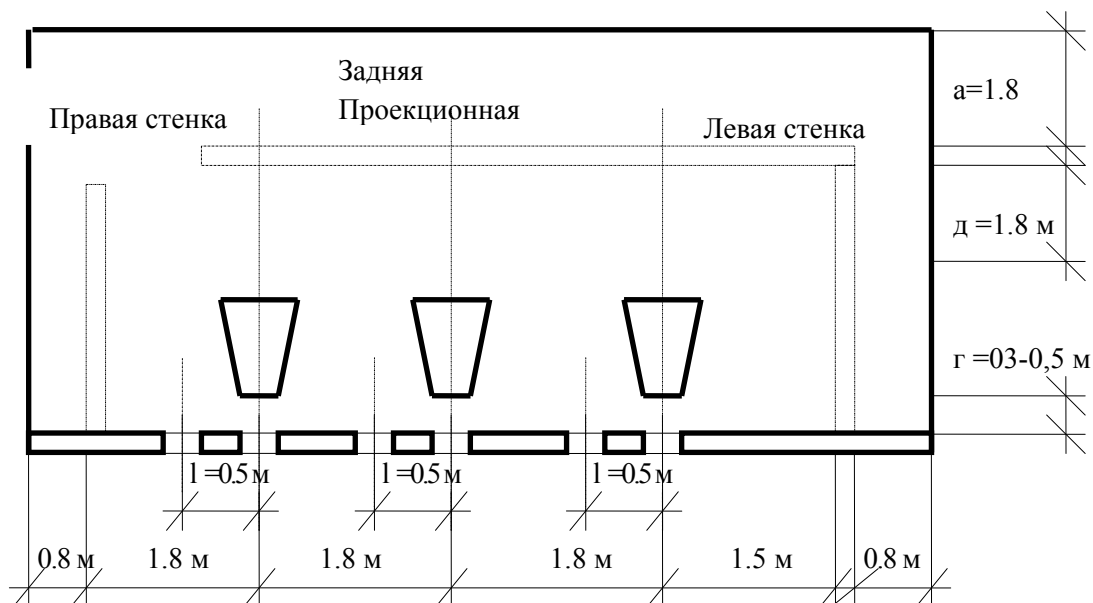 Задняя
Проекционная
Правая стенка
Левая стенка
а=1.8
д =1.8 м
г =03-0,5 м
l =0.5 м
l =0.5 м
l =0.5 м
0.8 м
1.8 м
1.8 м
1.8 м
1.5 м
0.8 м